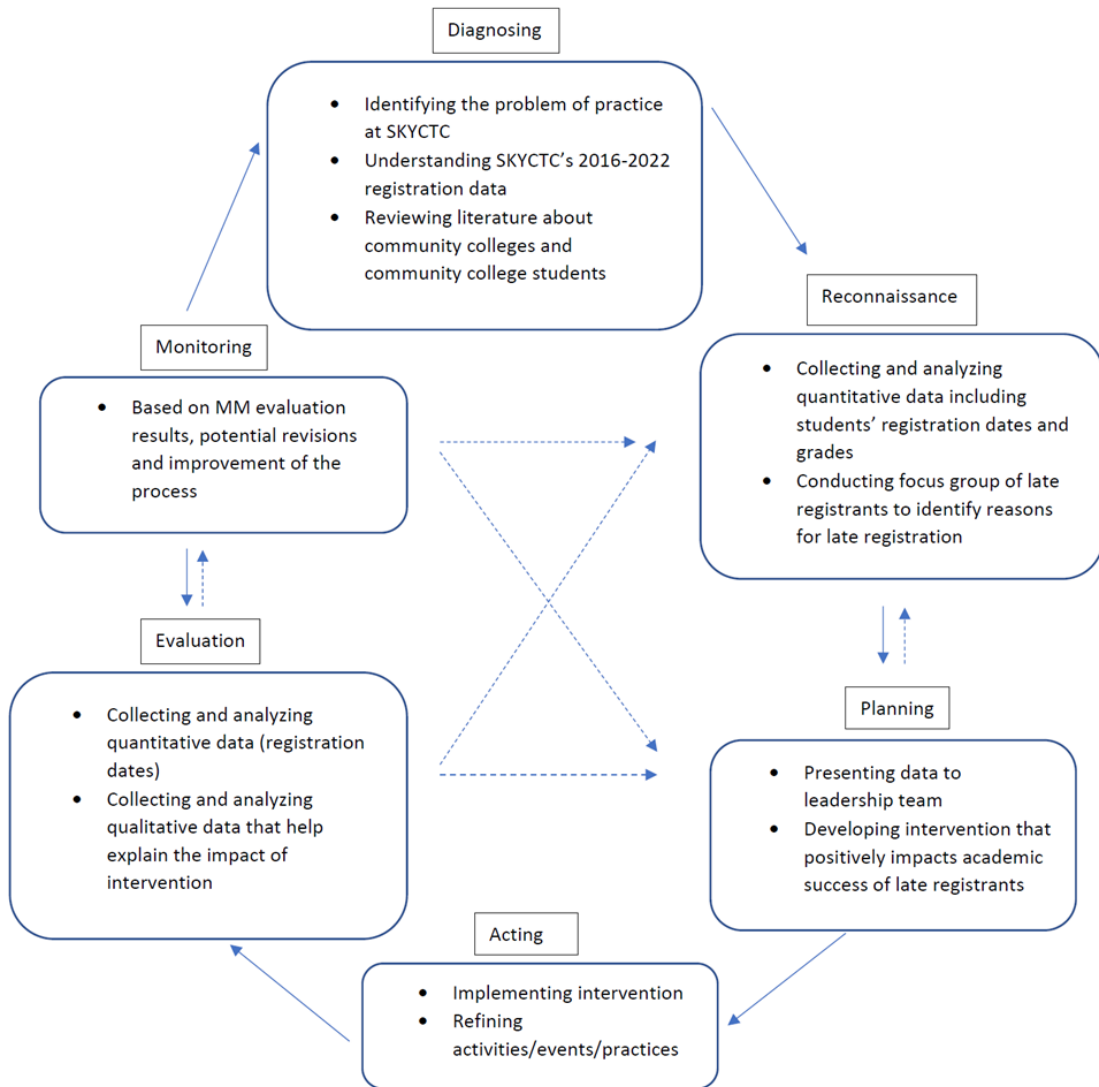 Diagnosing
• Identifying the problem of practice
at SKYCTC
• Understanding SKYCTC’s 2016-2022
registration data
• Reviewing literature about
community colleges and
community college students
Reconnaissance
• Collecting and analyzing
quantitative data including
students’ registration dates and
grades
• Conducting focus group of late
registrants to identify reasons
for late registration
Monitoring
• Based on MM evaluation
results, potential revisions
and improvement of the
process
Evaluation
• Collecting and analyzing
quantitative data (registration
dates)
• Collecting and analyzing
qualitative data that help
explain the impact of
intervention
Planning
• Presenting data to
leadership team
• Developing intervention that
positively impacts academic
success of late registrants
Acting
• Implementing intervention
• Refining
activities/events/practices